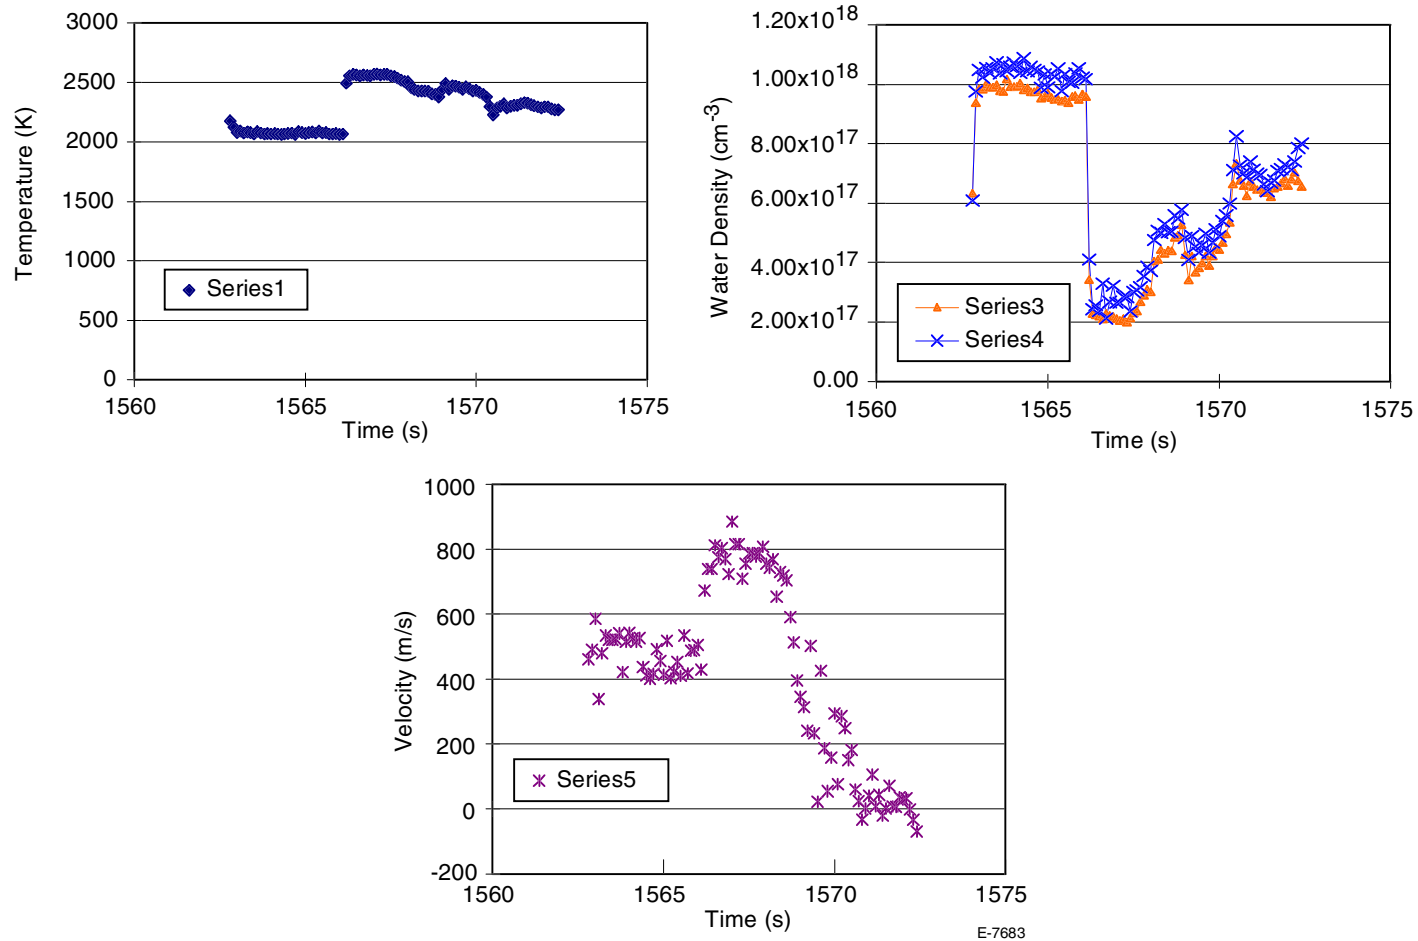 3000
2500
2000
1500
1000
500
0
Temperature (K)
Series1
1560
1565
1570
1575
Time (s)
1.20x10^18
1.00x10^18
8.00x10^17
6.00x10^17
4.00x10^17
2.00x10^17
0.00
Water Density (cm^-3)
Series3
Series4
1560
1565
1570
1575
Time (s)
1000
800
600
400
200
0
-200
Velocity (m/s)
Series5
1560
1565
1570
1575
Time (s)
E-7683